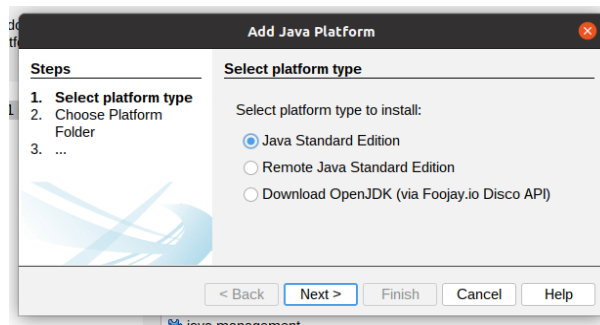 Add Java Platform
Steps
1. Select platform type
2. Choose Platform
Folder
3. ...
Select platform type
Select platform type to install:
Java Standard Edition
Remote Java Standard Edition
Download OpenJDK (via Foojay.io Disco API)
< Back
Next >
Finish
Cancel
Help